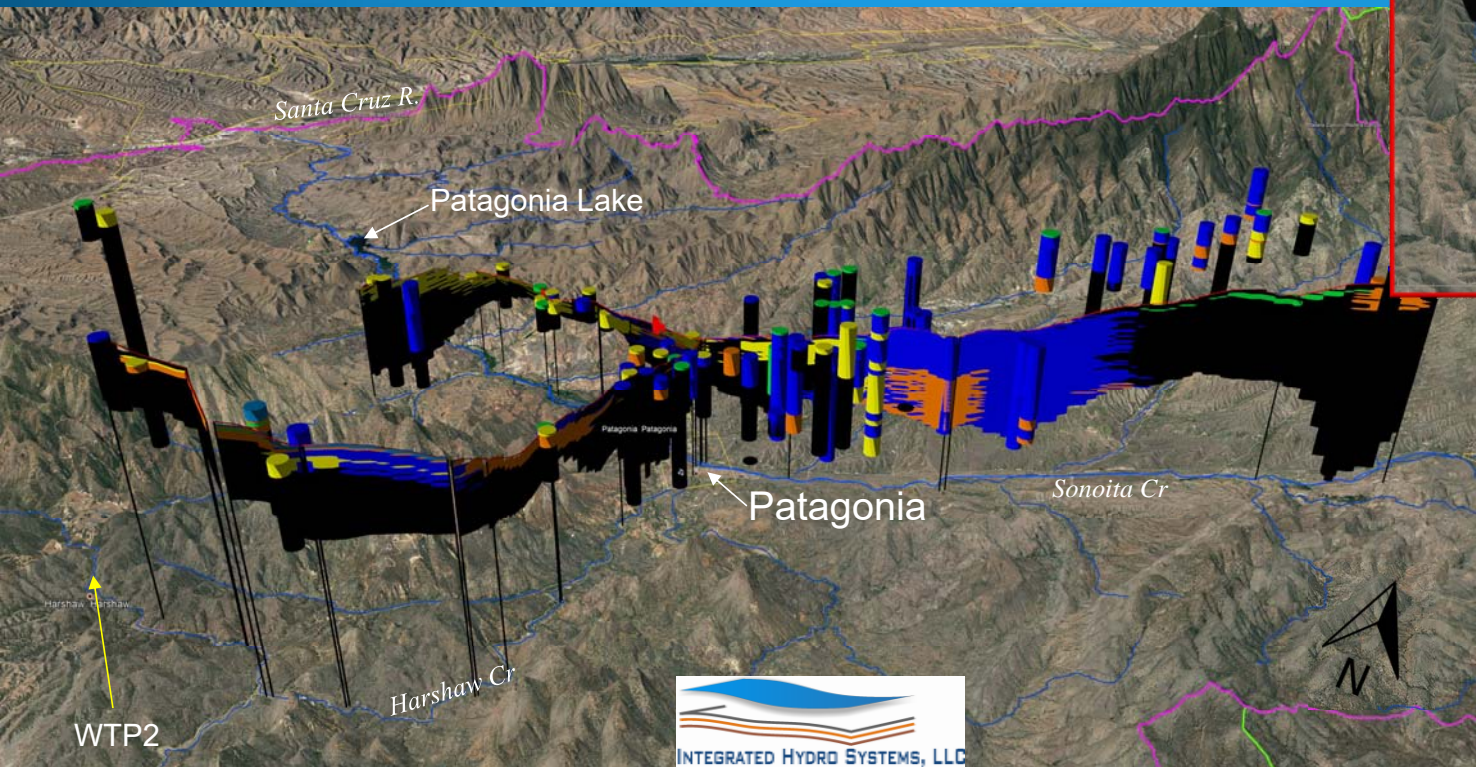 Santa Cruz R.
Patagonia Lake
Patagonia Patagonia
Patagonia
Sonoita Cr
Harshaw Harshaw
Harshaw Cr
N
WTP2
INTEGRATED HYDRO SYSTEMS, LLC